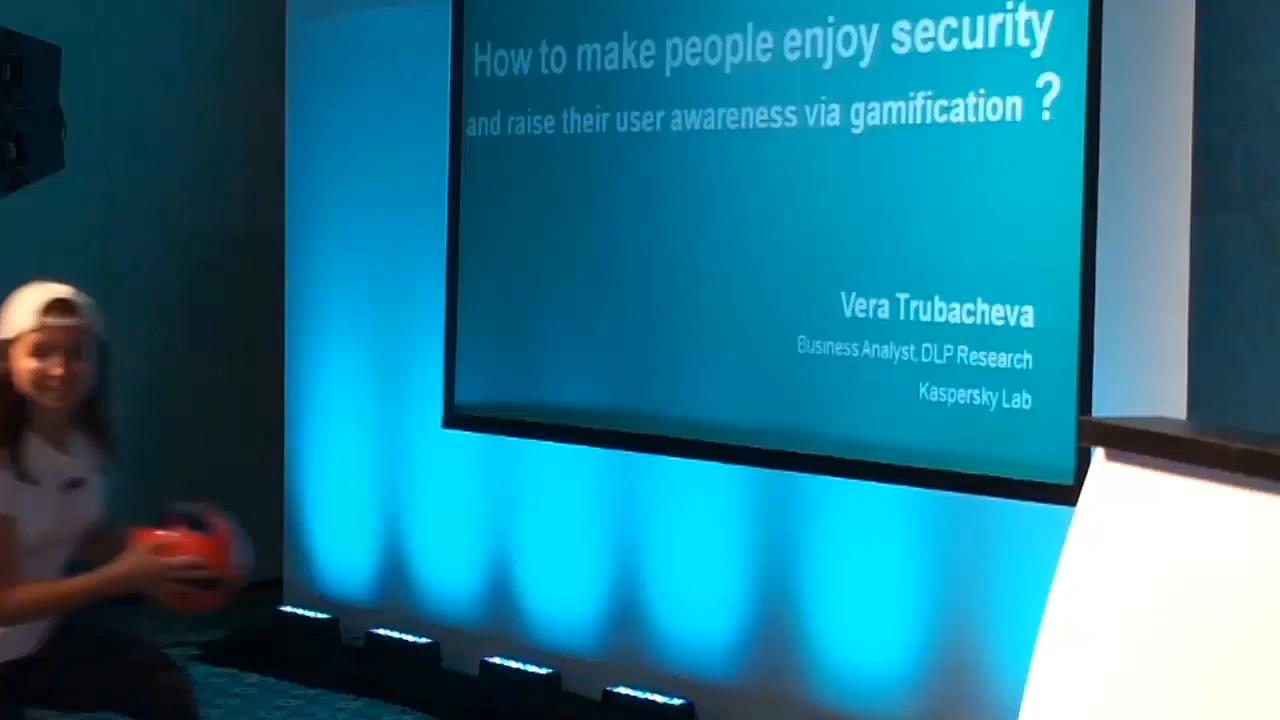 How to make people enjoy security
and raise their user awareness via gamification ?
Vera Trubacheva
Business Analyst, DLP Research
Kaspersky Lab